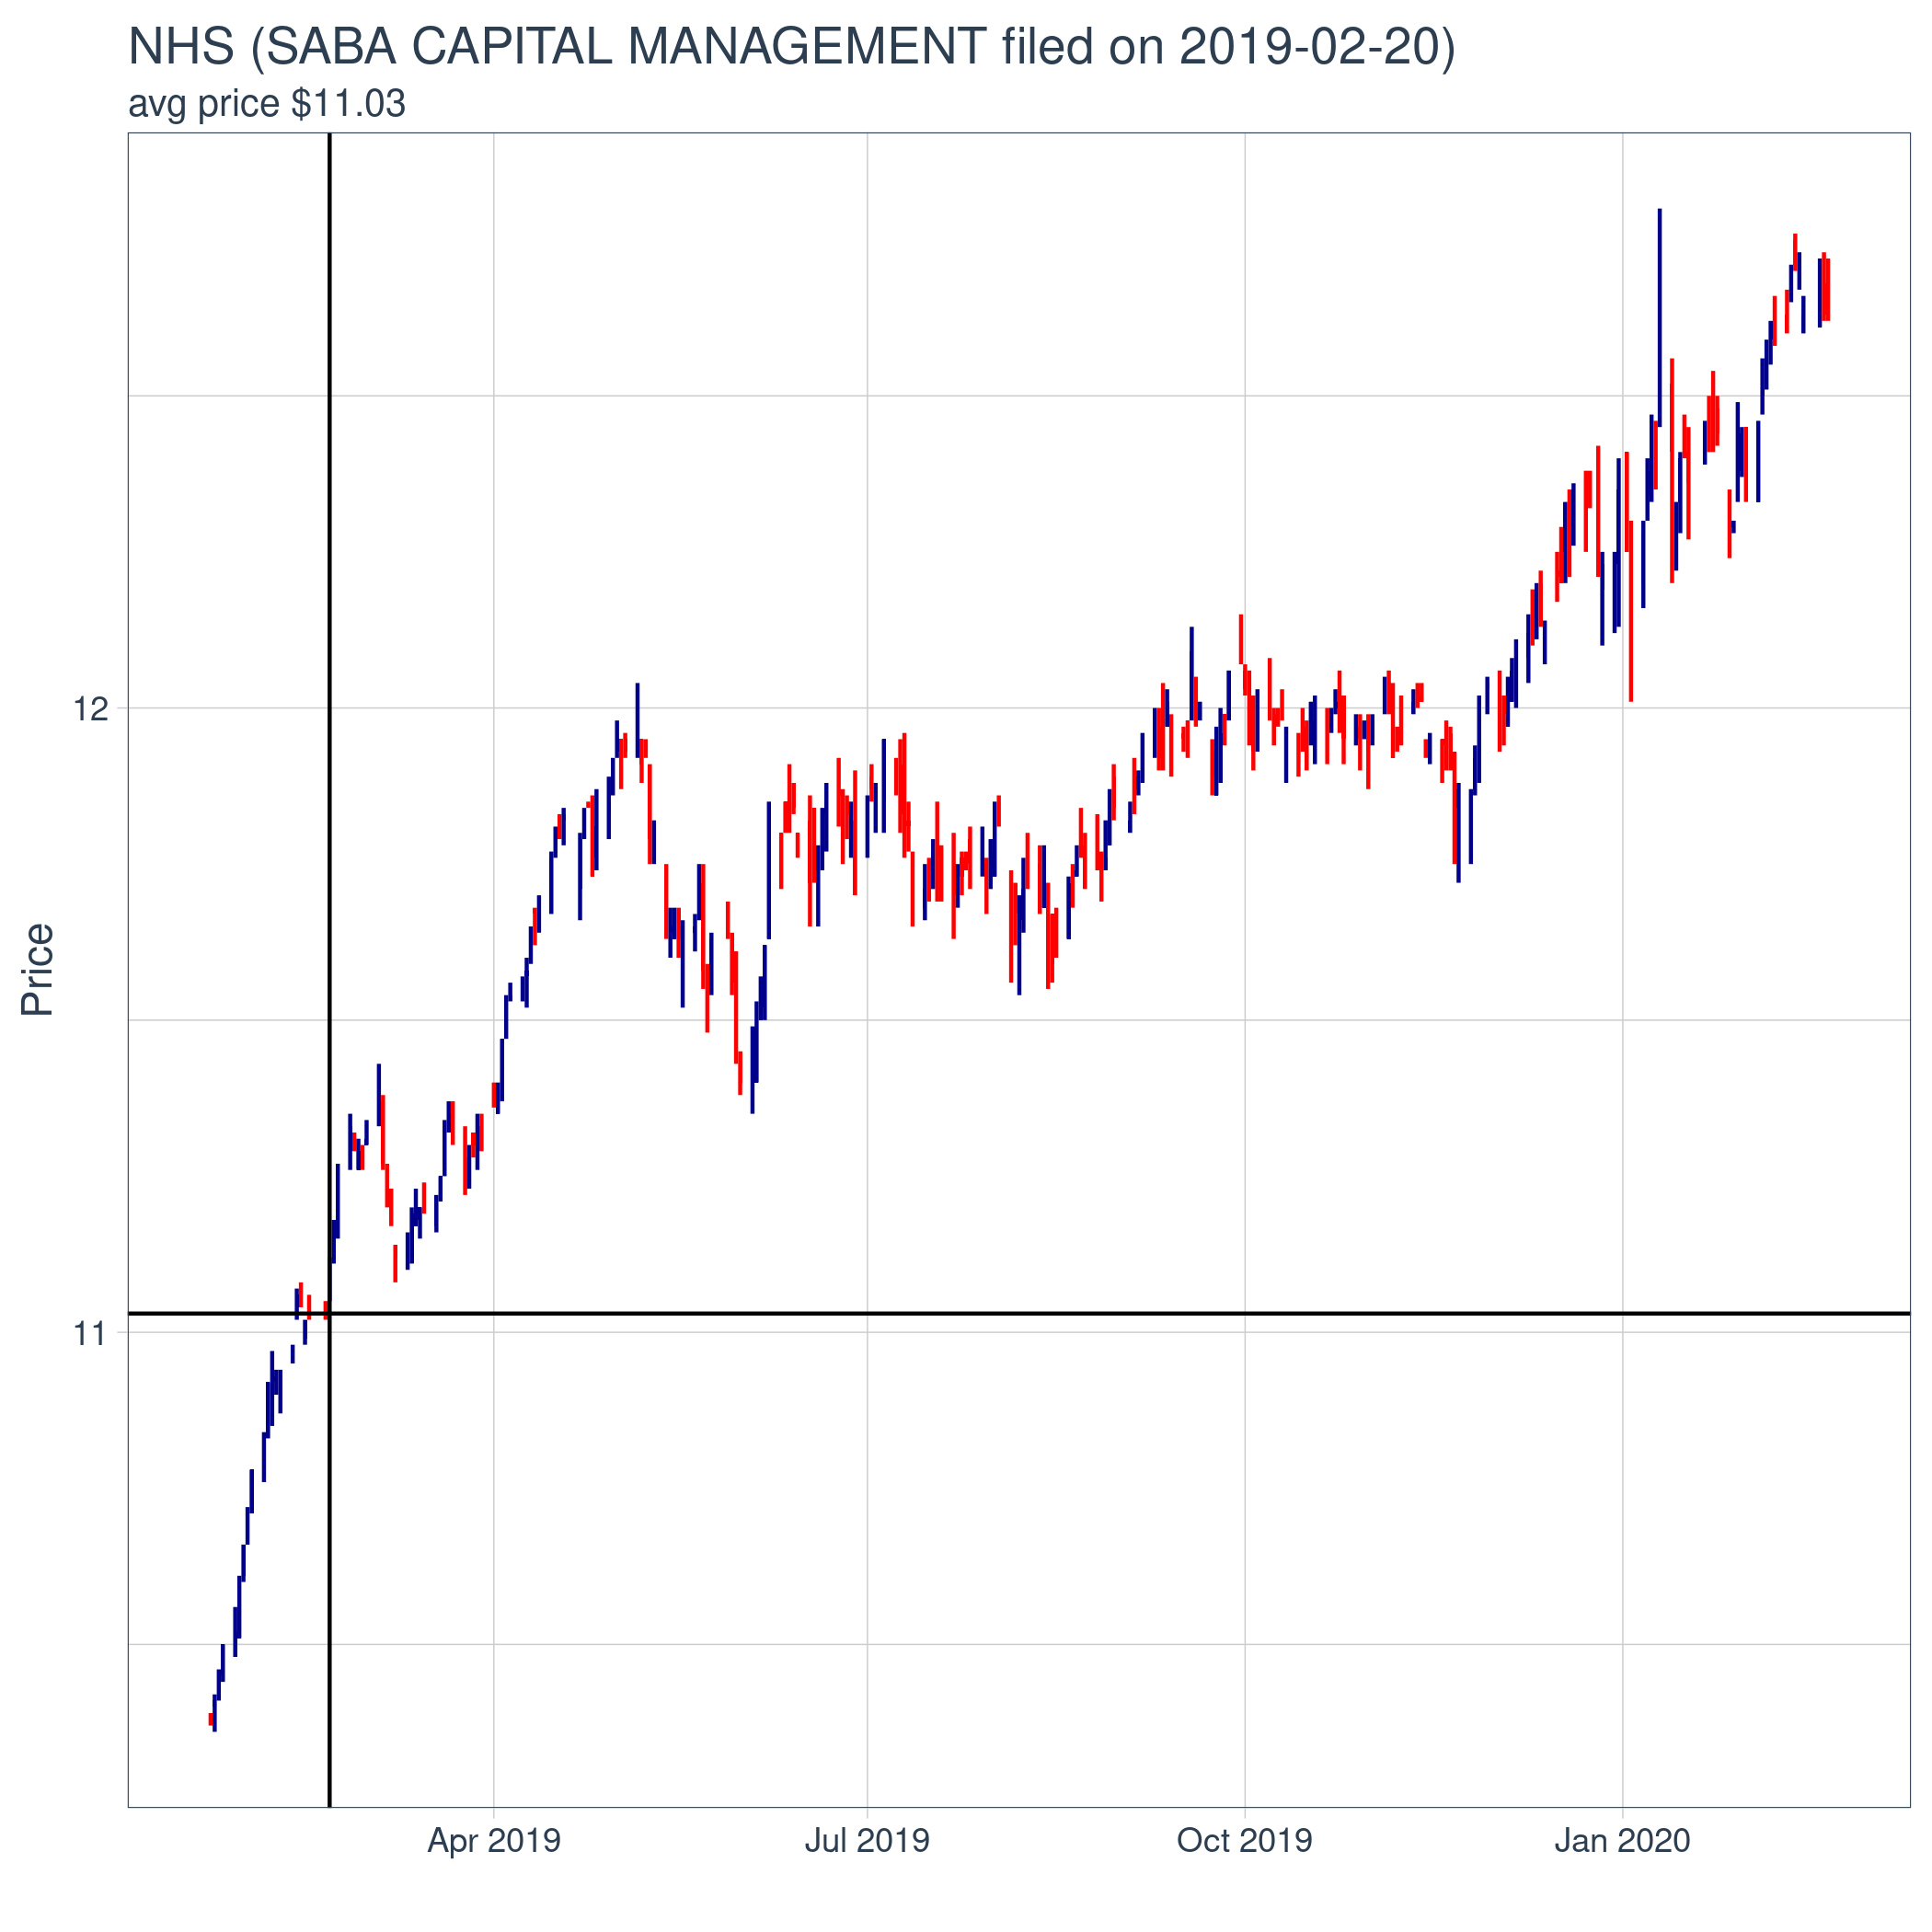 NHS (SABA CAPITAL MANAGEMENT filed on 2019-02-20)
avg price $11.03
Price
12
11
Apr 2019
Jul 2019
Oct 2019
Jan 2020